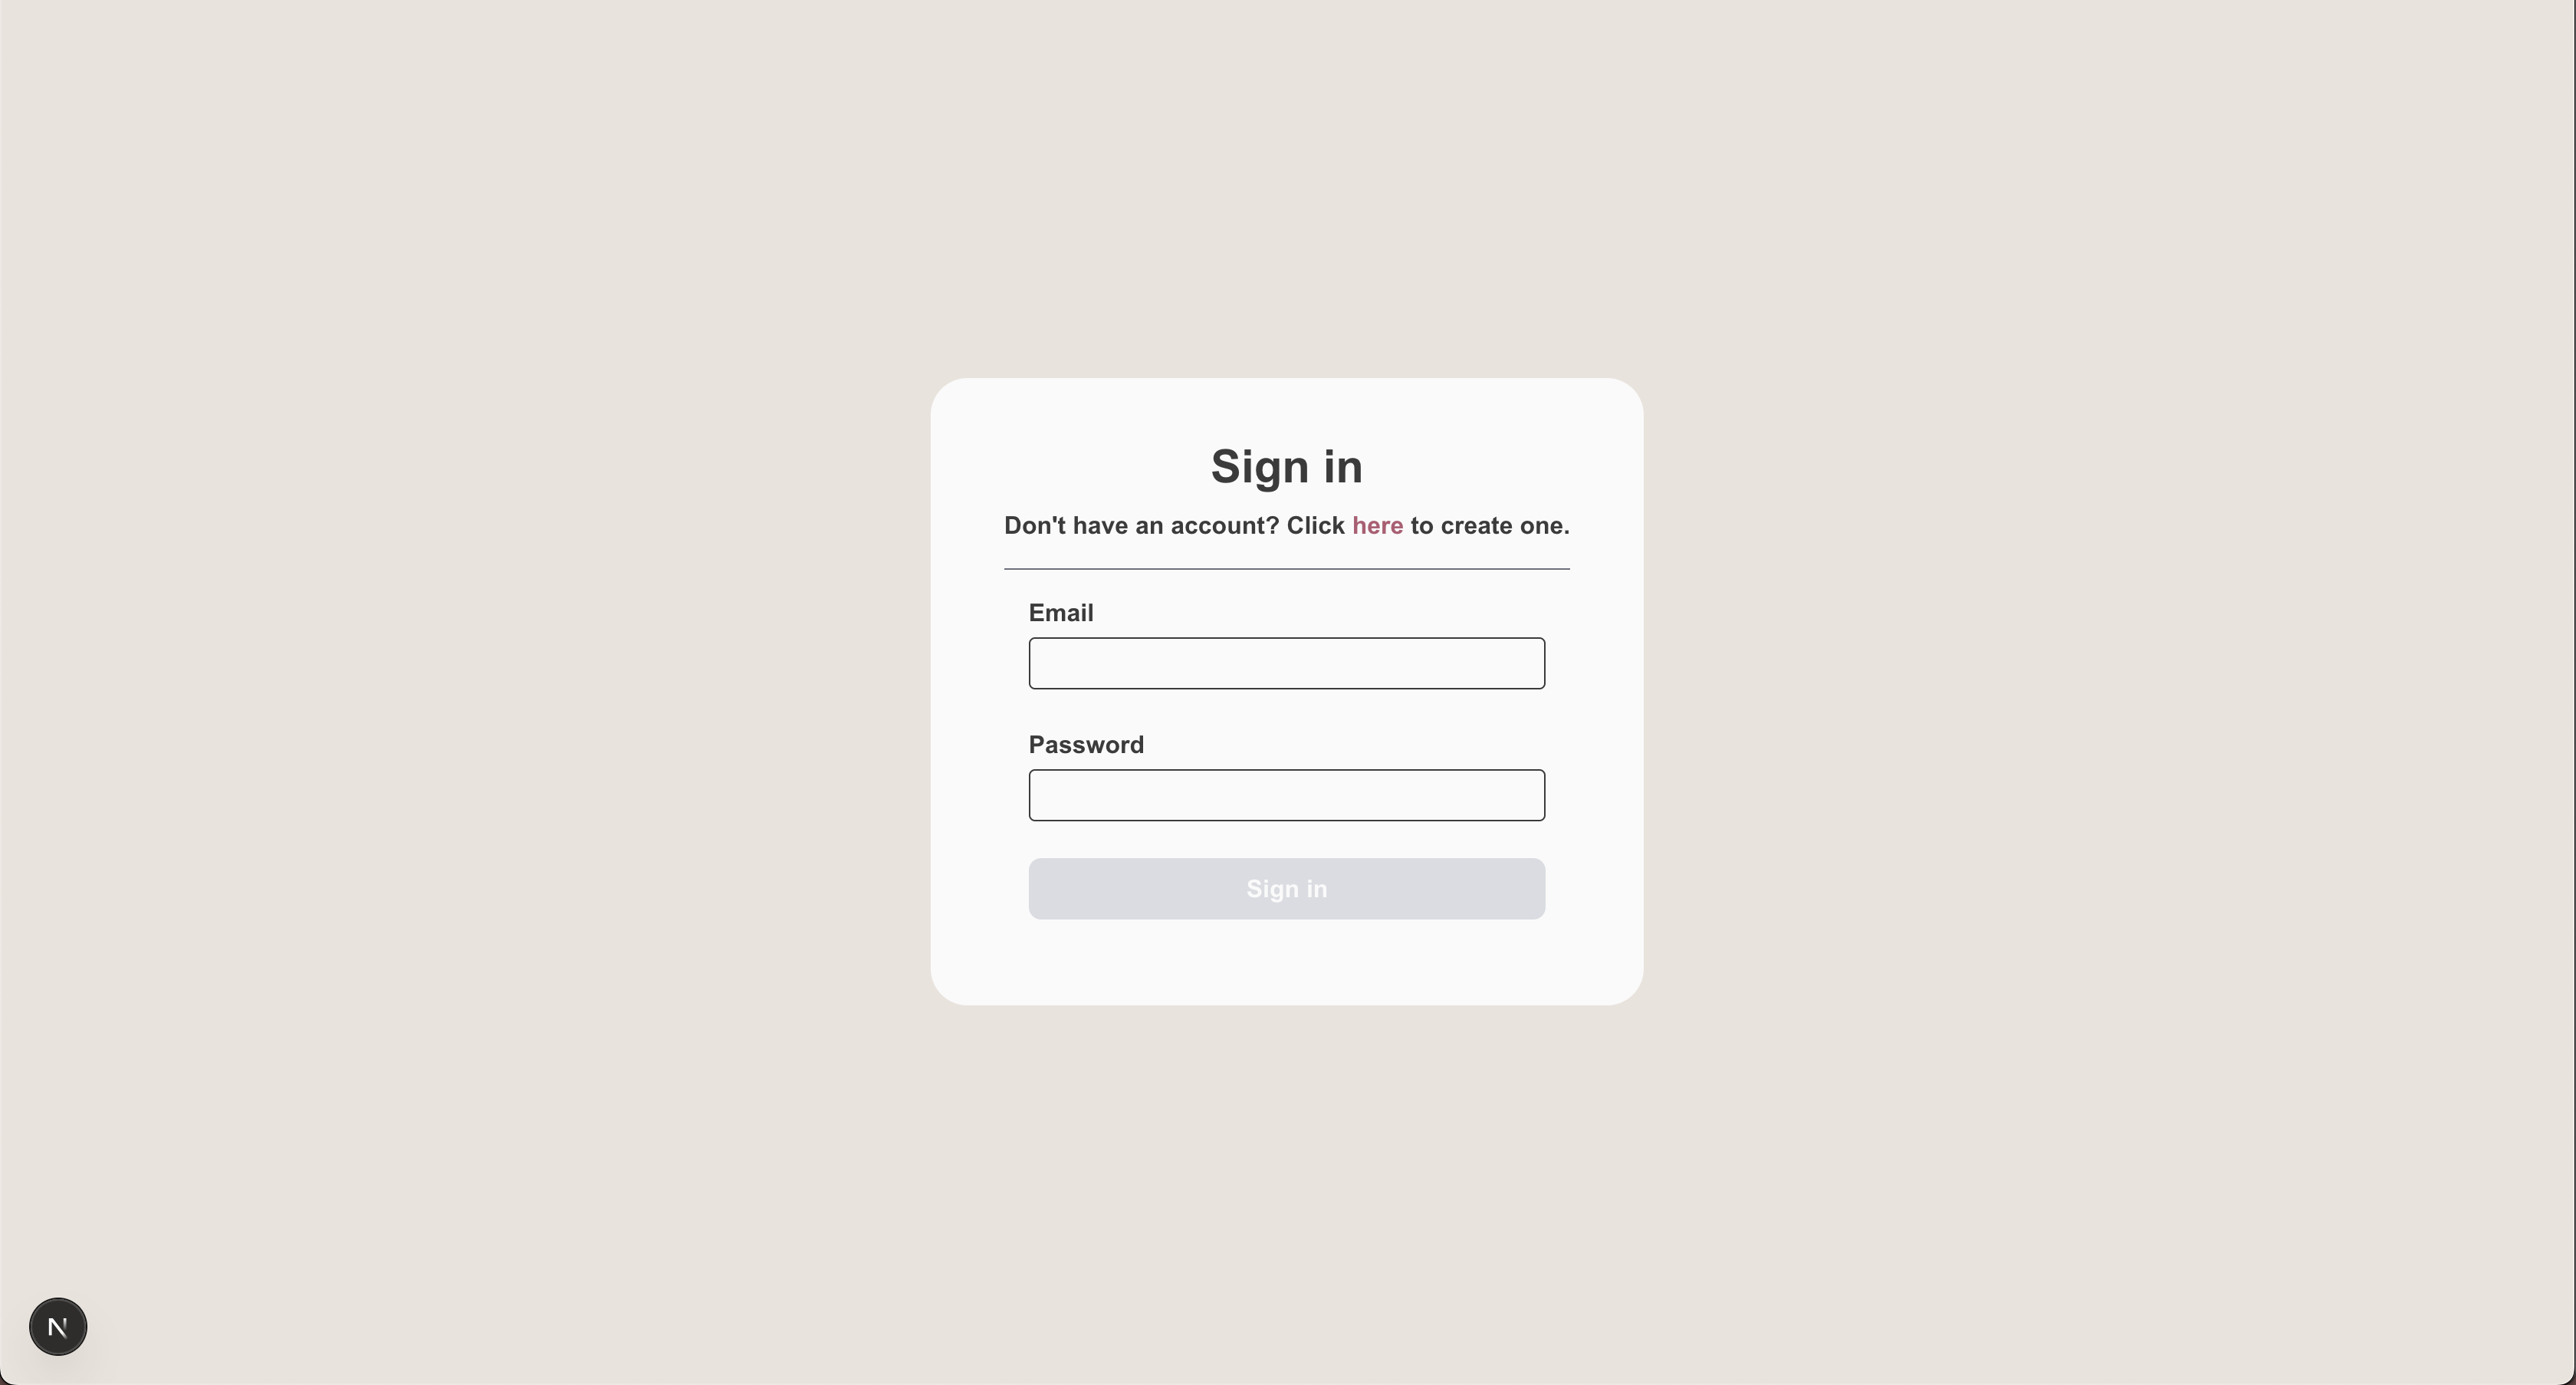 Sign in
Don't have an account? Click here to create one.
Email
Password
Sign in
N